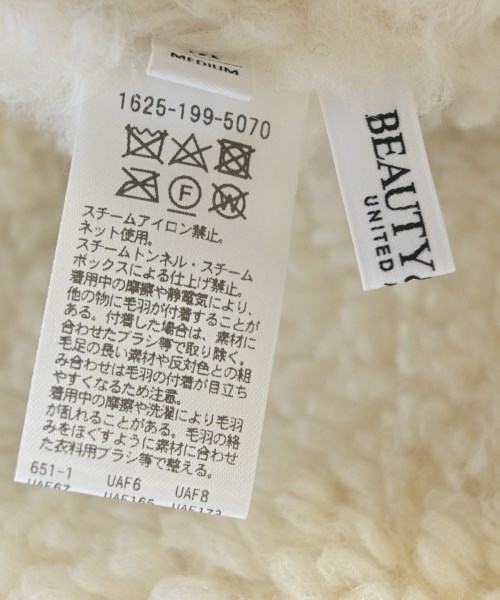 MEDIUM
1625-199-5070
F
W
スチームアイロン禁止。
ネット使用。
スチームトンネル・スチーム
ボックスによる仕上げ禁止。
着用中の摩擦や静電気により、
他の物に毛羽が付着することが
ある。付着した場合は、素材に
合わせたブラシ等で取り除く。
毛足の長い素材や反対色との組
み合わせは毛羽の付着が目立ち
やすくなるため注意。
着用中の摩擦や洗濯により毛羽
が乱れることがある。毛羽の絡
みをほぐすように素材に合わせ
た衣料用ブラシ等で整える。
651-1 UAF6 UAF8
BEAUTY
UNITED